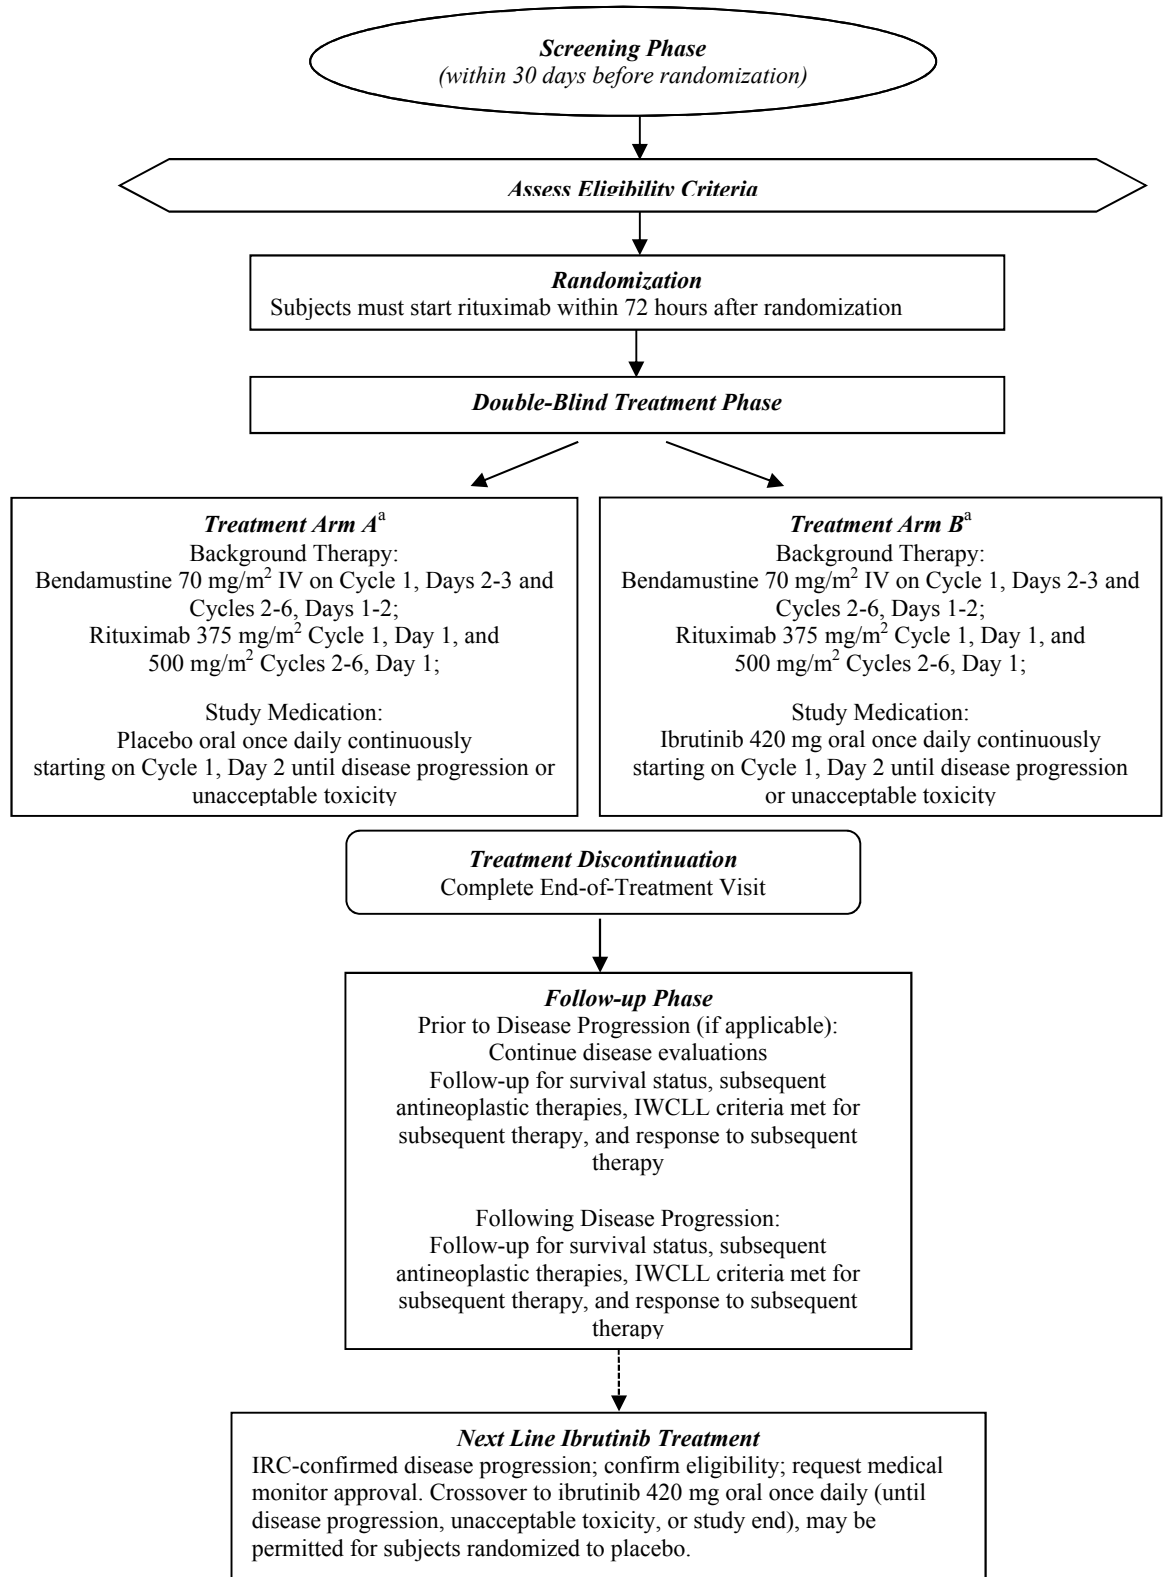 Screening Phase
(within 30 days before randomization)
Assess Eligibility Criteria
Randomization
Subjects must start rituximab within 72 hours after randomization
Double-Blind Treatment Phase
Treatment Arm Aᵃ
Background Therapy:
Bendamustine 70 mg/m² IV on Cycle 1, Days 2-3 and
Cycles 2-6, Days 1-2;
Rituximab 375 mg/m² Cycle 1, Day 1, and
500 mg/m² Cycles 2-6, Day 1;
Study Medication:
Placebo oral once daily continuously
starting on Cycle 1, Day 2 until disease progression or
unacceptable toxicity
Treatment Arm Bᵃ
Background Therapy:
Bendamustine 70 mg/m² IV on Cycle 1, Days 2-3 and
Cycles 2-6, Days 1-2;
Rituximab 375 mg/m² Cycle 1, Day 1, and
500 mg/m² Cycles 2-6, Day 1;
Study Medication:
Ibrutinib 420 mg oral once daily continuously
starting on Cycle 1, Day 2 until disease progression
or unacceptable toxicity
Treatment Discontinuation
Complete End-of-Treatment Visit
Follow-up Phase
Prior to Disease Progression (if applicable):
Continue disease evaluations
Follow-up for survival status, subsequent
antineoplastic therapies, IWCLL criteria met for
subsequent therapy, and response to subsequent
therapy
Following Disease Progression:
Follow-up for survival status, subsequent
antineoplastic therapies, IWCLL criteria met for
subsequent therapy, and response to subsequent
therapy
Next Line Ibrutinib Treatment
IRC-confirmed disease progression; confirm eligibility; request medical
monitor approval. Crossover to ibrutinib 420 mg oral once daily (until
disease progression, unacceptable toxicity, or study end), may be
permitted for subjects randomized to placebo.